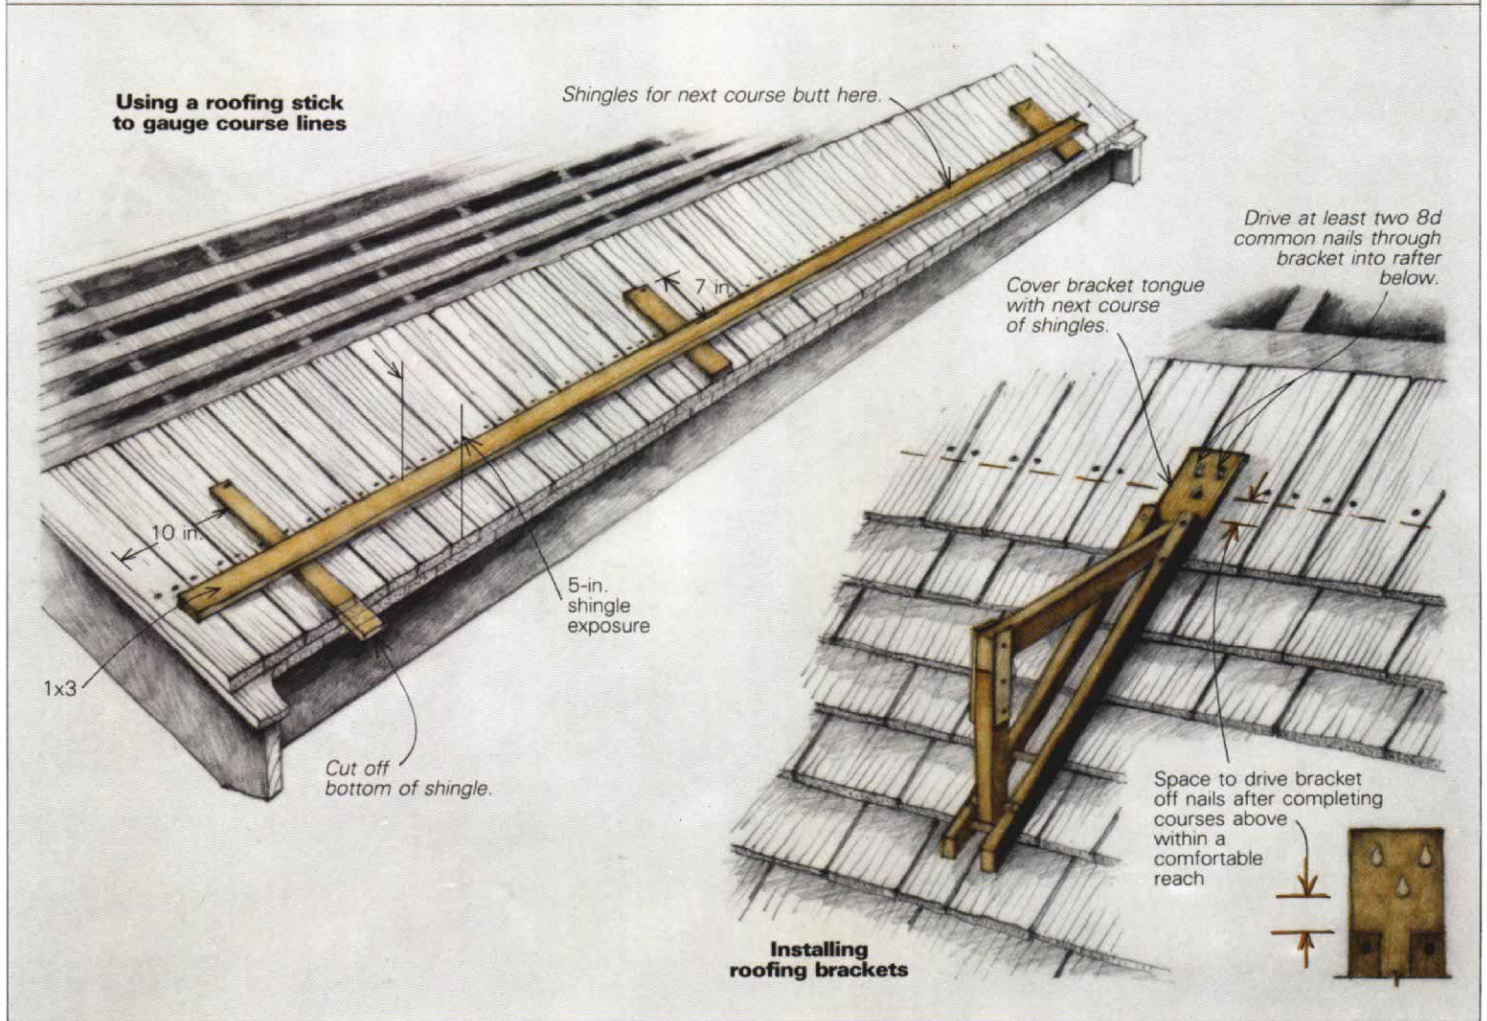 Using a roofing stick
to gauge course lines
Shingles for next course butt here.
7 in.
10 in.
5-in.
shingle
exposure
1x3
Cut off
bottom of shingle.
Drive at least two 8d
common nails through
bracket into rafter
below.
Cover bracket tongue
with next course
of shingles.
Space to drive bracket
off nails after completing
courses above
within a
comfortable
reach
Installing
roofing brackets